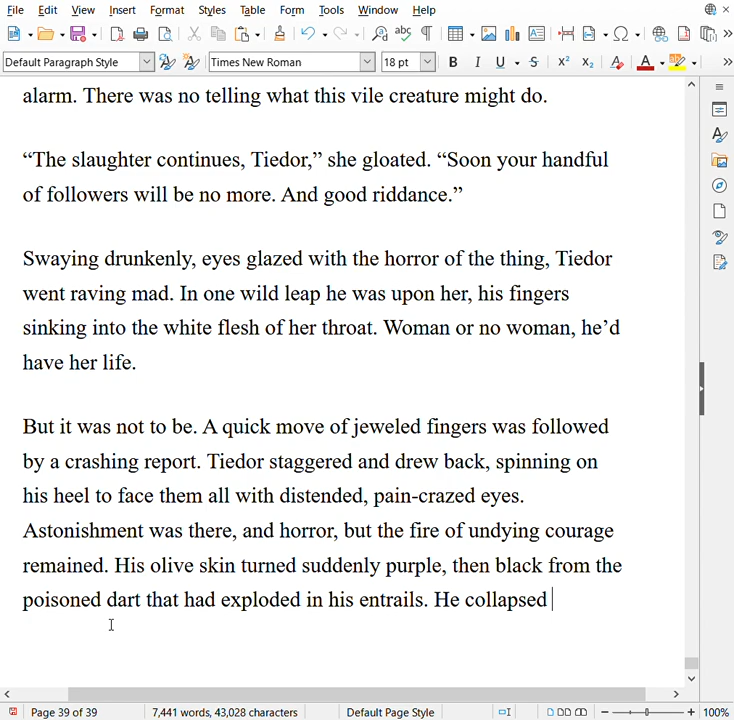 File Edit View Insert Format Styles Table Form Tools Window Help
Default Paragraph Style Times New Roman 18 pt B I U S X² X₂ A
alarm. There was no telling what this vile creature might do.
“The slaughter continues, Tiedor,” she gloated. “Soon your handful
of followers will be no more. And good riddance.”
Swaying drunkenly, eyes glazed with the horror of the thing, Tiedor
went raving mad. In one wild leap he was upon her, his fingers
sinking into the white flesh of her throat. Woman or no woman, he’d
have her life.
But it was not to be. A quick move of jeweled fingers was followed
by a crashing report. Tiedor staggered and drew back, spinning on
his heel to face them all with distended, pain-crazed eyes.
Astonishment was there, and horror, but the fire of undying courage
remained. His olive skin turned suddenly purple, then black from the
poisoned dart that had exploded in his entrails. He collapsed
Page 39 of 39 7,441 words, 43,028 characters Default Page Style 100%